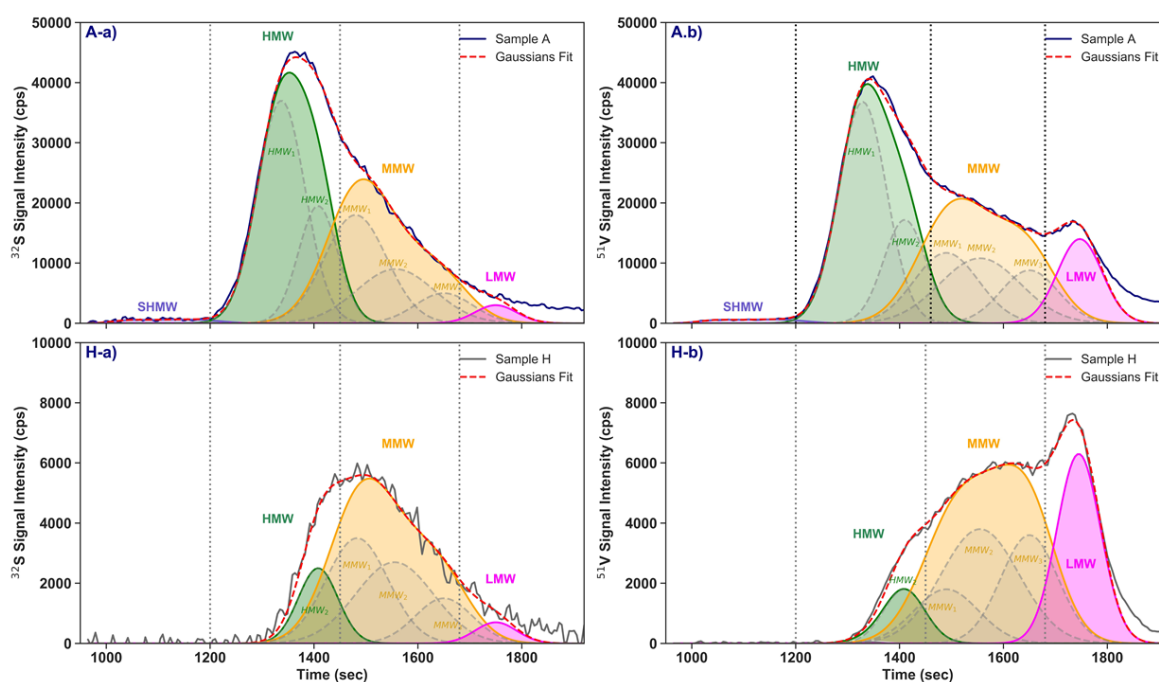 A-a)
HMW
Sample A
Gaussians Fit
HMW₁
HMW₂
MMW
MMW₁
MMW₂
LMW
SHMW
50000
40000
30000
20000
10000
0
³²S Signal Intensity (cps)
A.b)
HMW
Sample A
Gaussians Fit
HMW₁
HMW₂
MMW
MMW₁
MMW₂
LMW
SHMW
50000
40000
30000
20000
10000
0
⁵¹V Signal Intensity (cps)
H-a)
Sample H
Gaussians Fit
MMW
HMW
HMW₂
MMW₁
MMW₂
LMW
10000
8000
6000
4000
2000
0
³²S Signal Intensity (cps)
1000 1200 1400 1600 1800
Time (sec)
H-b)
Sample H
Gaussians Fit
MMW
HMW
HMW₂
MMW₁
MMW₂
MMW₃
LMW
10000
8000
6000
4000
2000
0
⁵¹V Signal Intensity (cps)
1000 1200 1400 1600 1800
Time (sec)